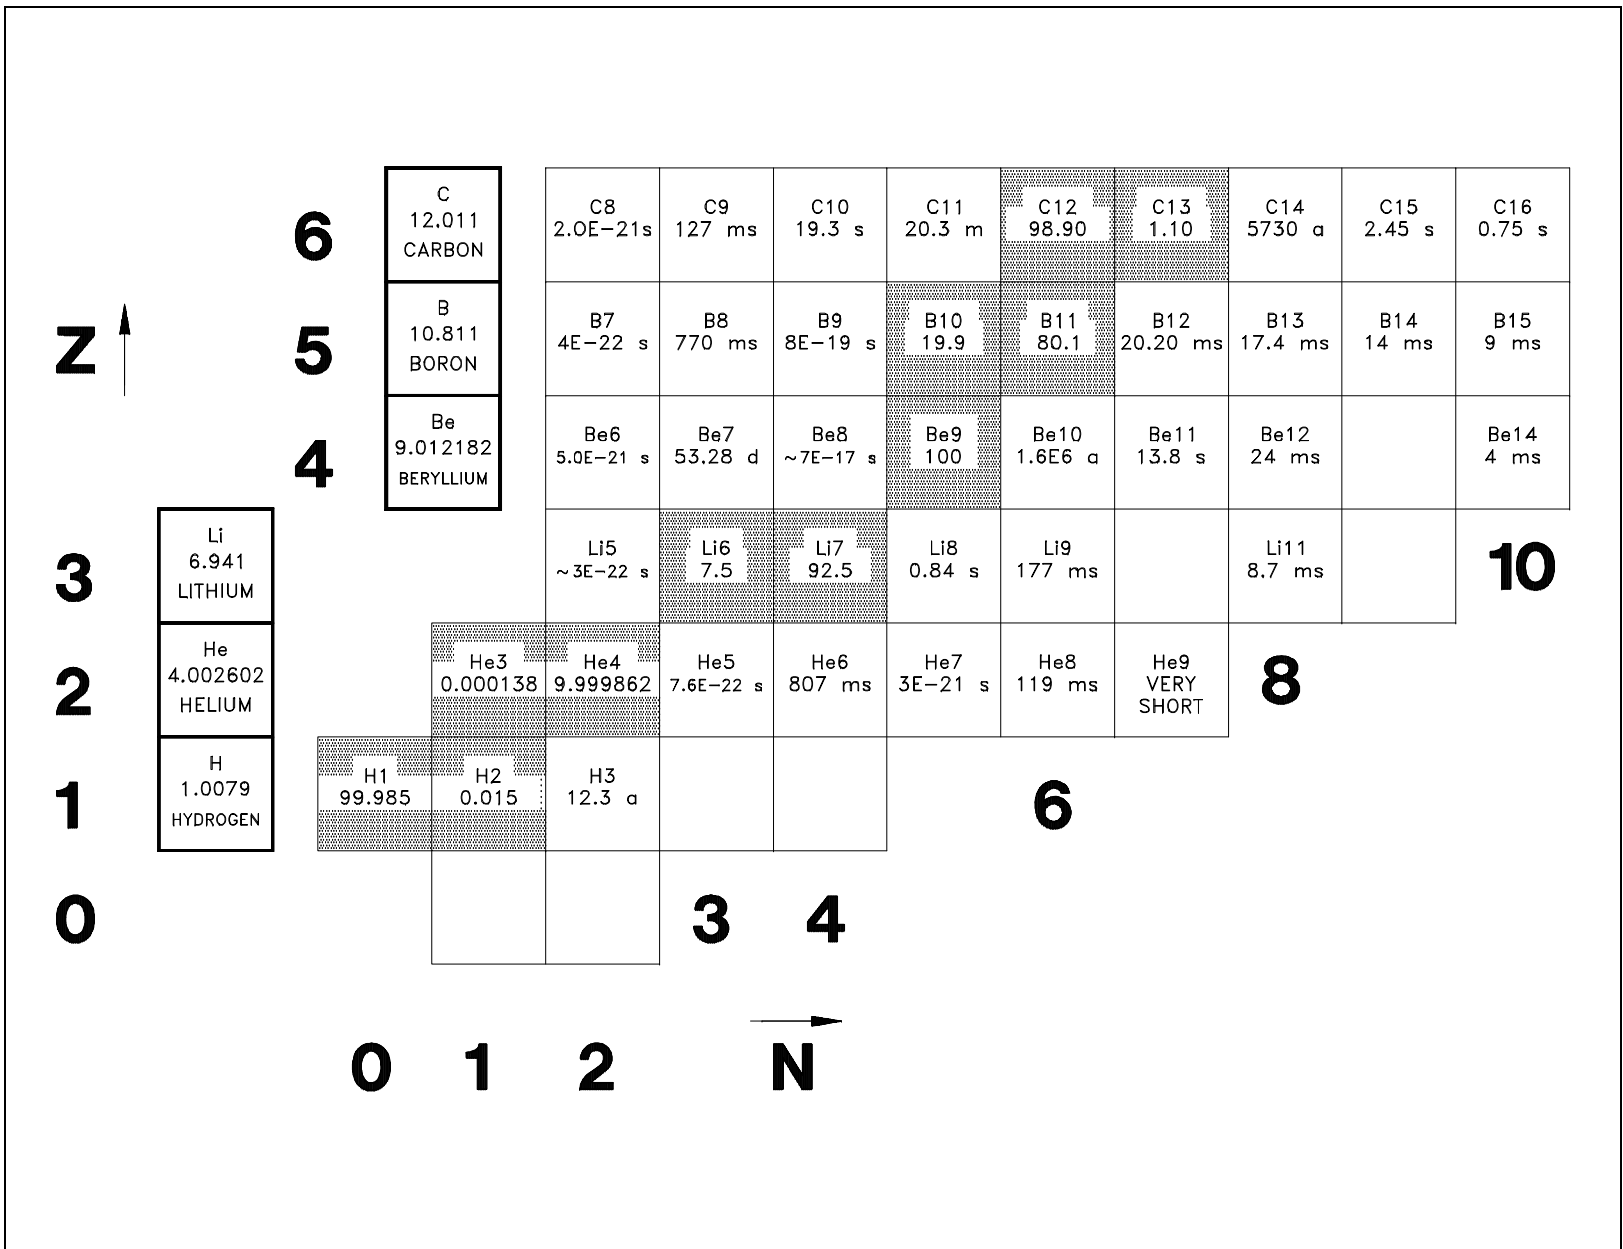 6
C
12.011
CARBON
C8
2.0E-21s
C9
127 ms
C10
19.3 s
C11
20.3 m
C12
98.90
C13
1.10
C14
5730 a
C15
2.45 s
C16
0.75 s
Z
5
B
10.811
BORON
B7
4E-22 s
B8
770 ms
B9
8E-19 s
B10
19.9
B11
80.1
B12
20.20 ms
B13
17.4 ms
B14
14 ms
B15
9 ms
4
Be
9.012182
BERYLLIUM
Be6
5.0E-21 s
Be7
53.28 d
Be8
~7E-17 s
Be9
100
Be10
1.6E6 a
Be11
13.8 s
Be12
24 ms
Be14
4 ms
3
Li
6.941
LITHIUM
Li5
~3E-22 s
Li6
7.5
Li7
92.5
Li8
0.84 s
Li9
177 ms
Li11
8.7 ms
10
2
He
4.002602
HELIUM
He3
0.000138
He4
9.999862
He5
7.6E-22 s
He6
807 ms
He7
3E-21 s
He8
119 ms
He9
VERY
SHORT
8
1
H
1.0079
HYDROGEN
H1
99.985
H2
0.015
H3
12.3 a
6
0
3
4
0
1
2
N